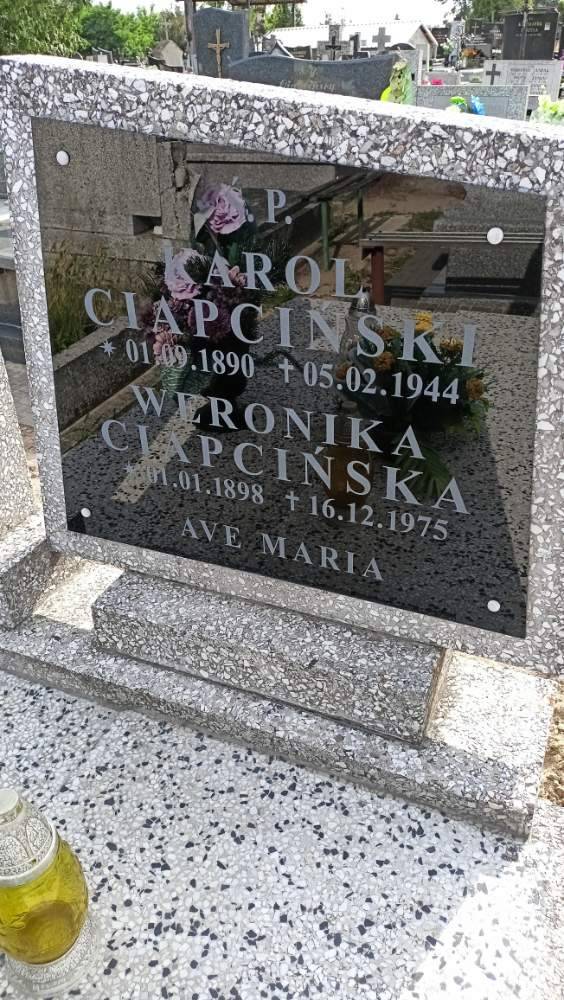 Ś.P.
KAROL
CIAPCIŃSKI
* 01.09.1890 † 05.02.1944
WERONIKA
CIAPCIŃSKA
* 01.01.1898 † 16.12.1975
AVE MARIA